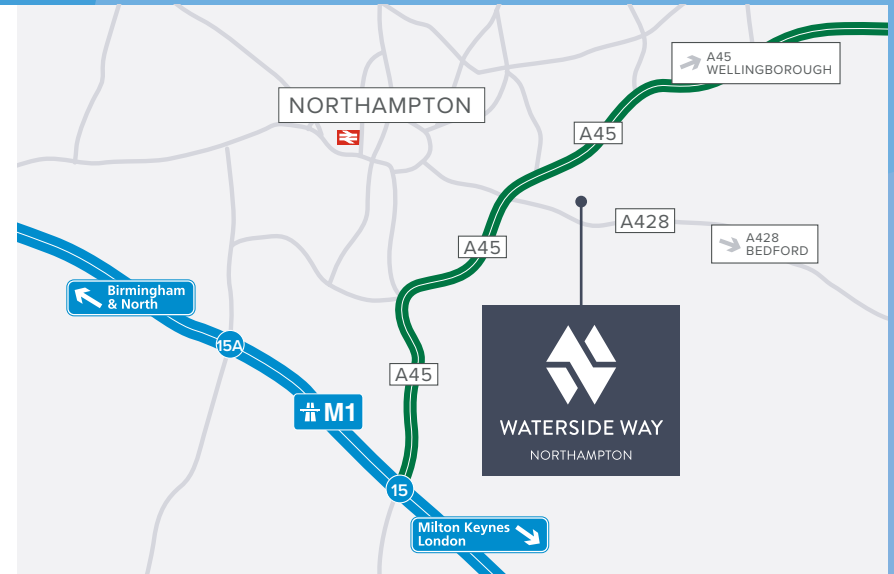 A45
WELLINGBOROUGH
NORTHAMPTON
A45
A428
A428
BEDFORD
A45
Birmingham
& North
15A
A45
M1
WATERSIDE WAY
NORTHAMPTON
15
Milton Keynes
London